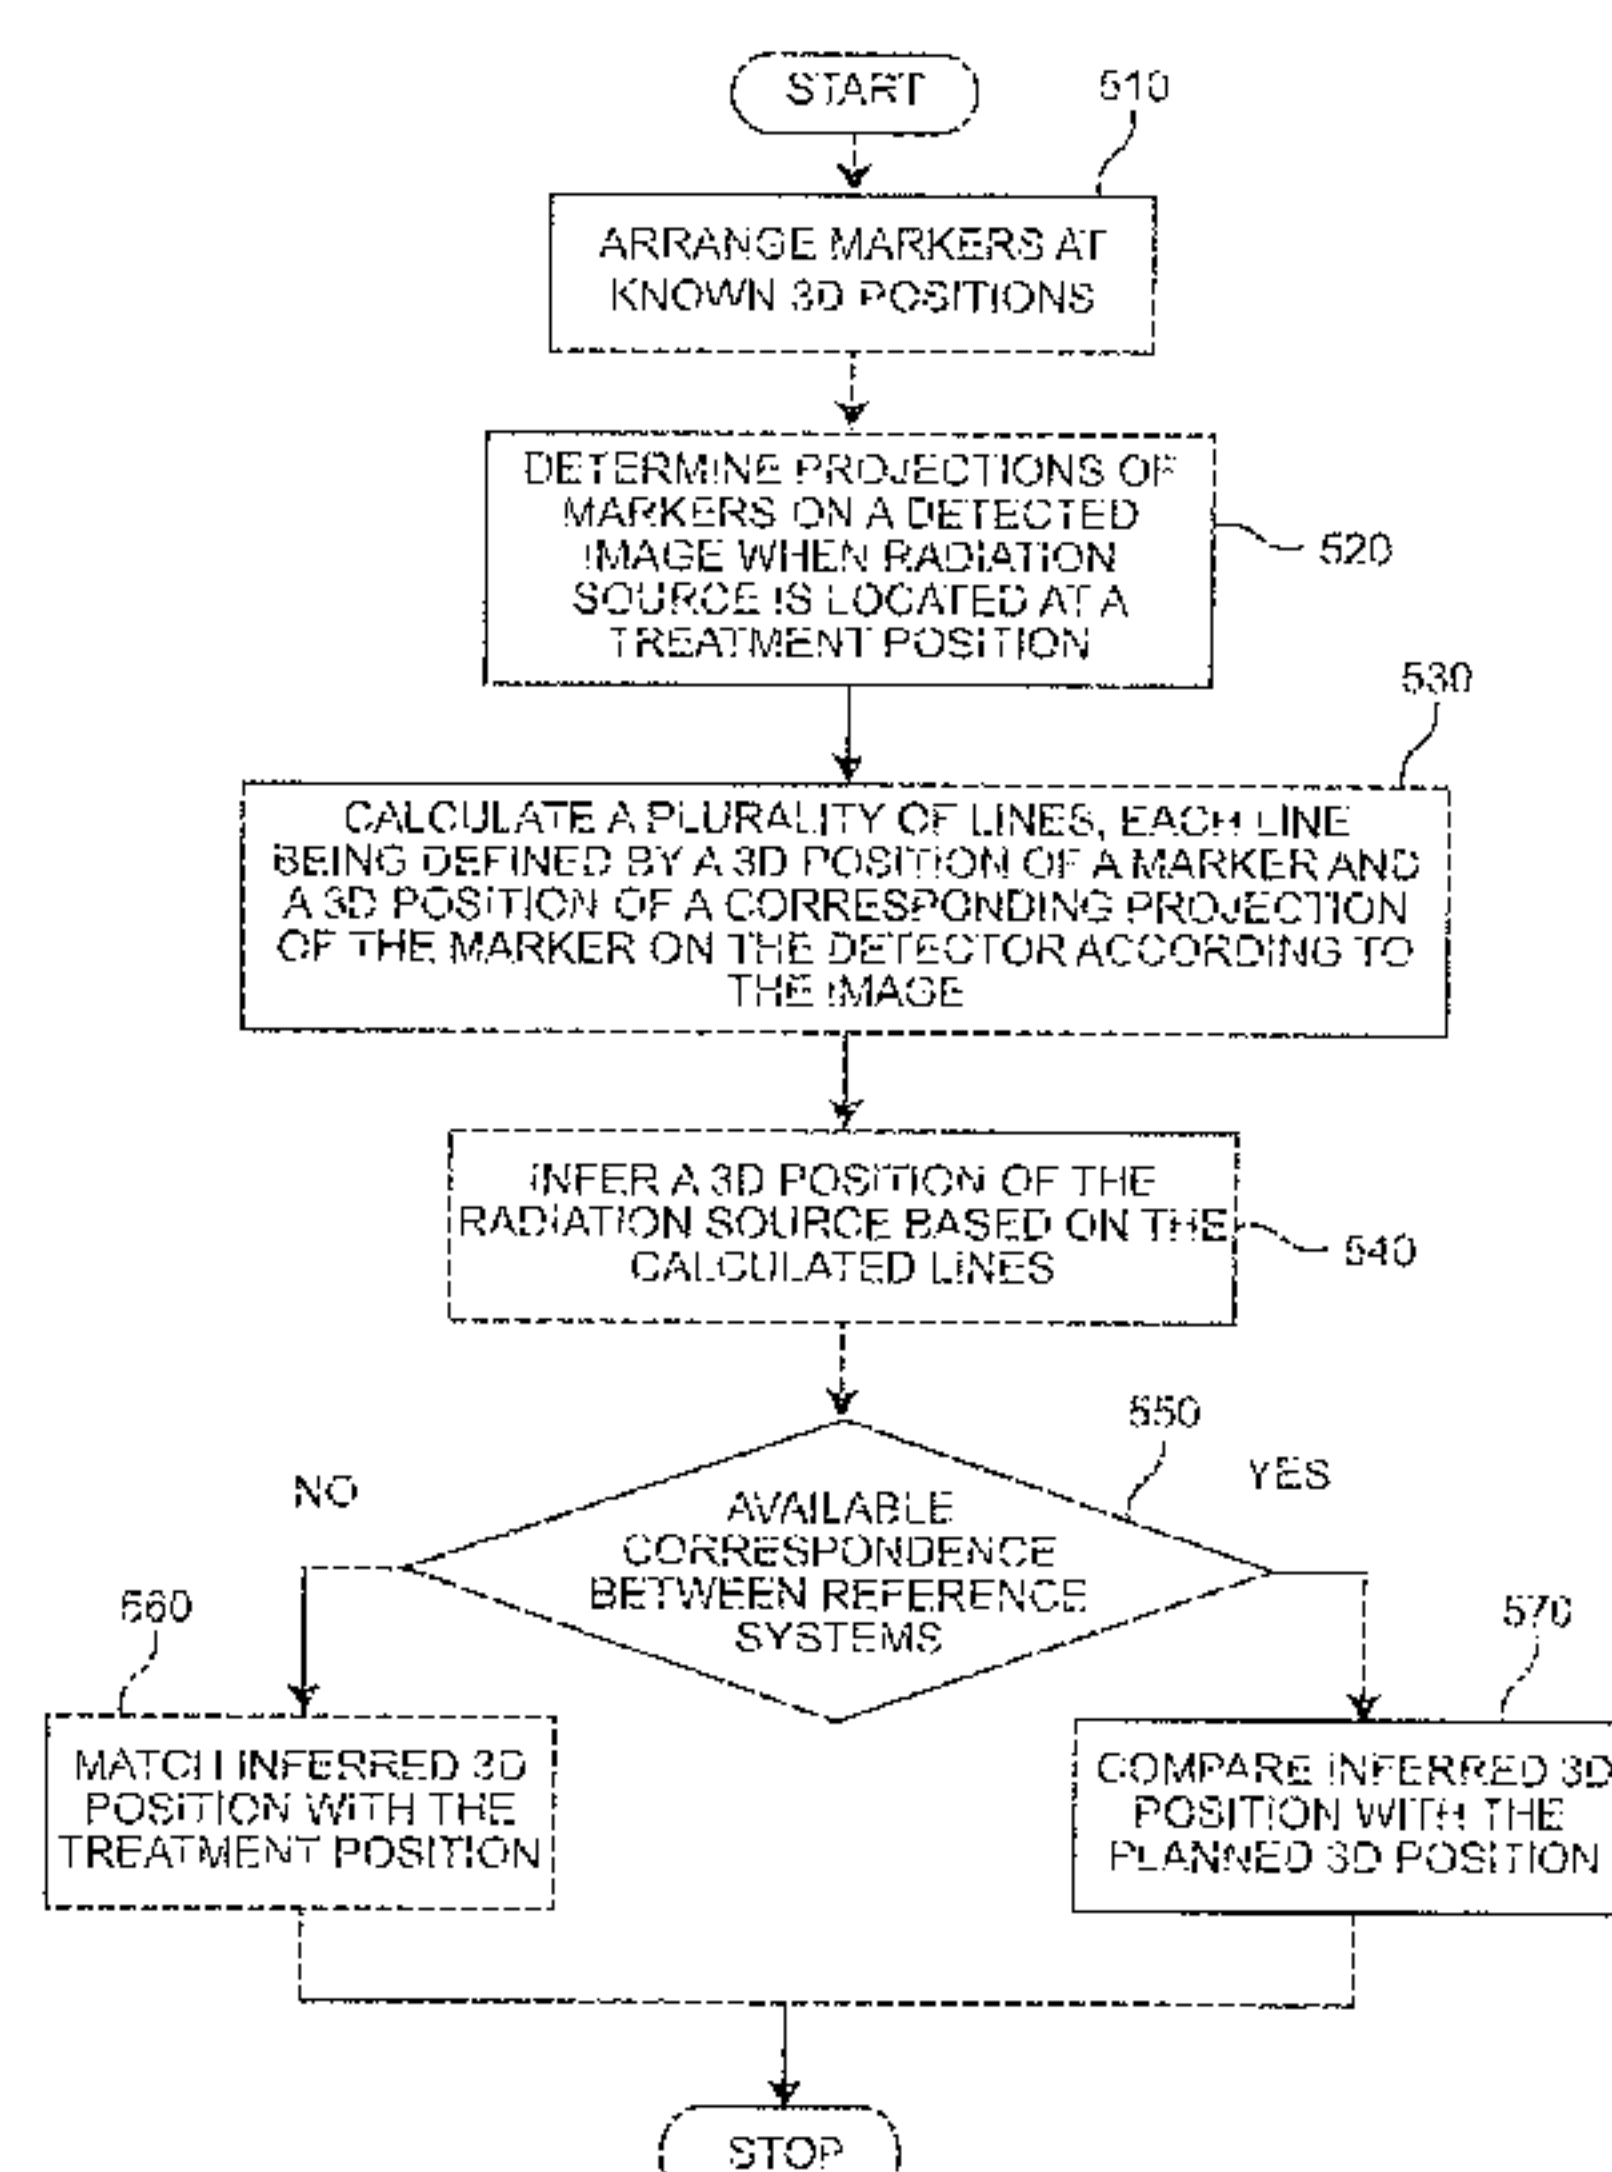 START
510
ARRANGE MARKERS AT
KNOWN 3D POSITIONS
DETERMINE PROJECTIONS OF
MARKERS ON A DETECTED
IMAGE WHEN RADIATION
SOURCE IS LOCATED AT A
TREATMENT POSITION
520
530
CALCULATE A PLURALITY OF LINES, EACH LINE
BEING DEFINED BY A 3D POSITION OF A MARKER AND
A 3D POSITION OF A CORRESPONDING PROJECTION
OF THE MARKER ON THE DETECTOR ACCORDING TO
THE IMAGE
INFER A 3D POSITION OF THE
RADIATION SOURCE BASED ON THE
CALCULATED LINES
540
550
NO
YES
AVAILABLE
CORRESPONDENCE
BETWEEN REFERENCE
SYSTEMS
560
570
MATCH INFERRED 3D
POSITION WITH THE
TREATMENT POSITION
COMPARE INFERRED 3D
POSITION WITH THE
PLANNED 3D POSITION
STOP